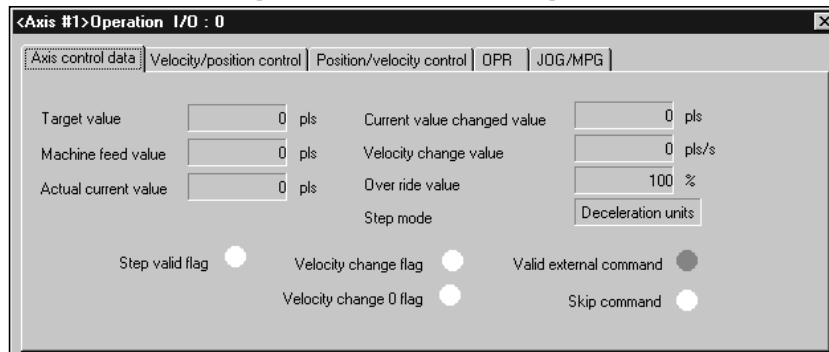 <Axis #1>Operation I/O : 0
Axis control data Velocity/position control Position/velocity control OPR JOG/MPG
Target value 0 pls Current value changed value 0 pls
Machine feed value 0 pls Velocity change value 0 pls/s
Actual current value 0 pls Over ride value 100 %
Step mode Deceleration units
Step valid flag Velocity change flag Valid external command
Velocity change 0 flag Skip command